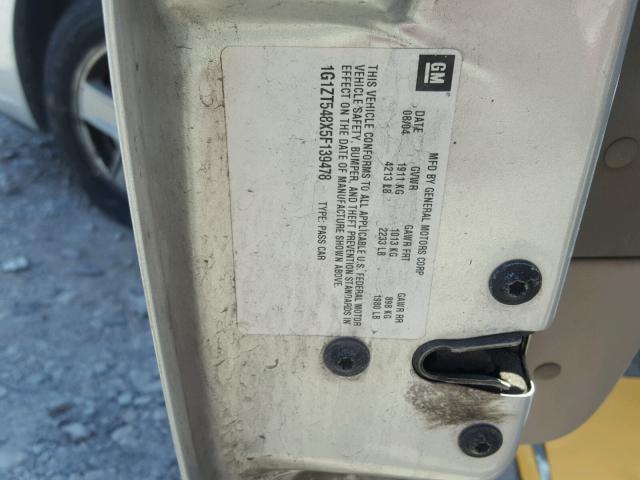 GM
MFD BY GENERAL MOTORS CORP
DATE GVWR GAWR FRT GAWR RR
08/04 1911 KG 1013 KG 898 KG
4213 LB 2233 LB 1980 LB
THIS VEHICLE CONFORMS TO ALL APPLICABLE U.S. FEDERAL MOTOR
VEHICLE SAFETY, BUMPER, AND THEFT PREVENTION STANDARDS IN
EFFECT ON THE DATE OF MANUFACTURE SHOWN ABOVE.
1G1ZT548X5F139478 TYPE: PASS CAR